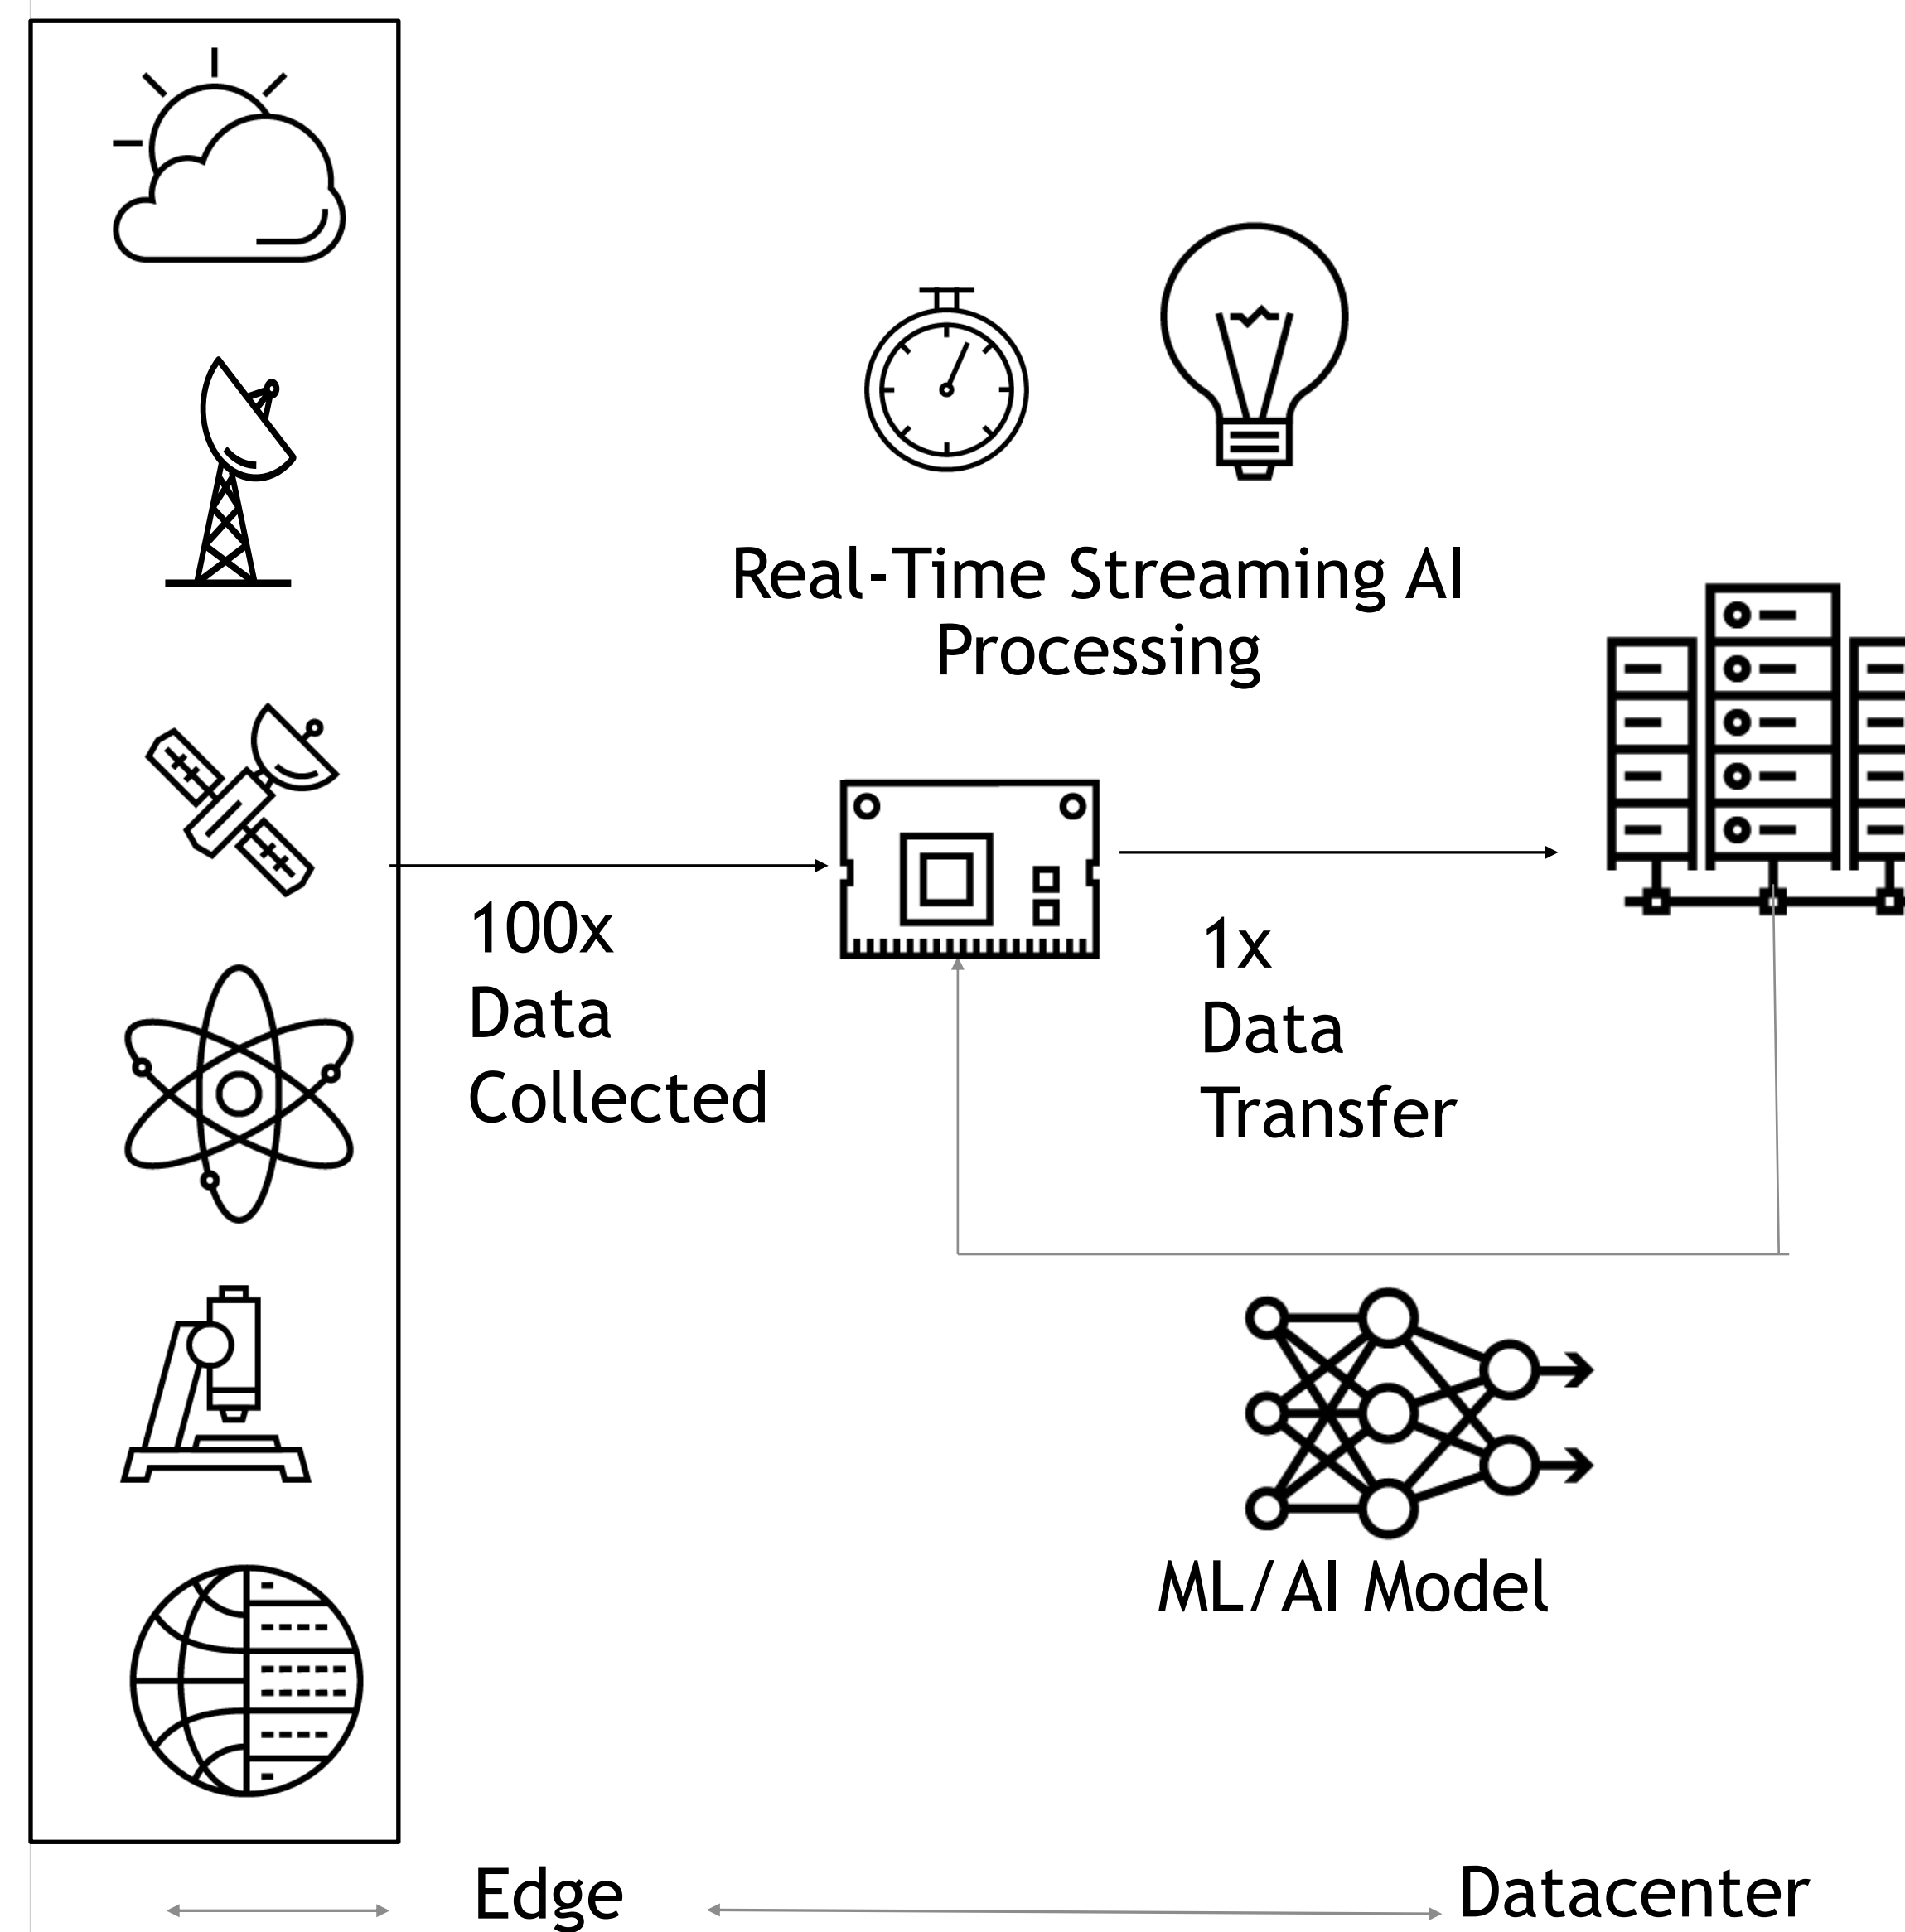 Real-Time Streaming AI
Processing
100x
Data
Collected
1x
Data
Transfer
ML/AI Model
Edge
Datacenter